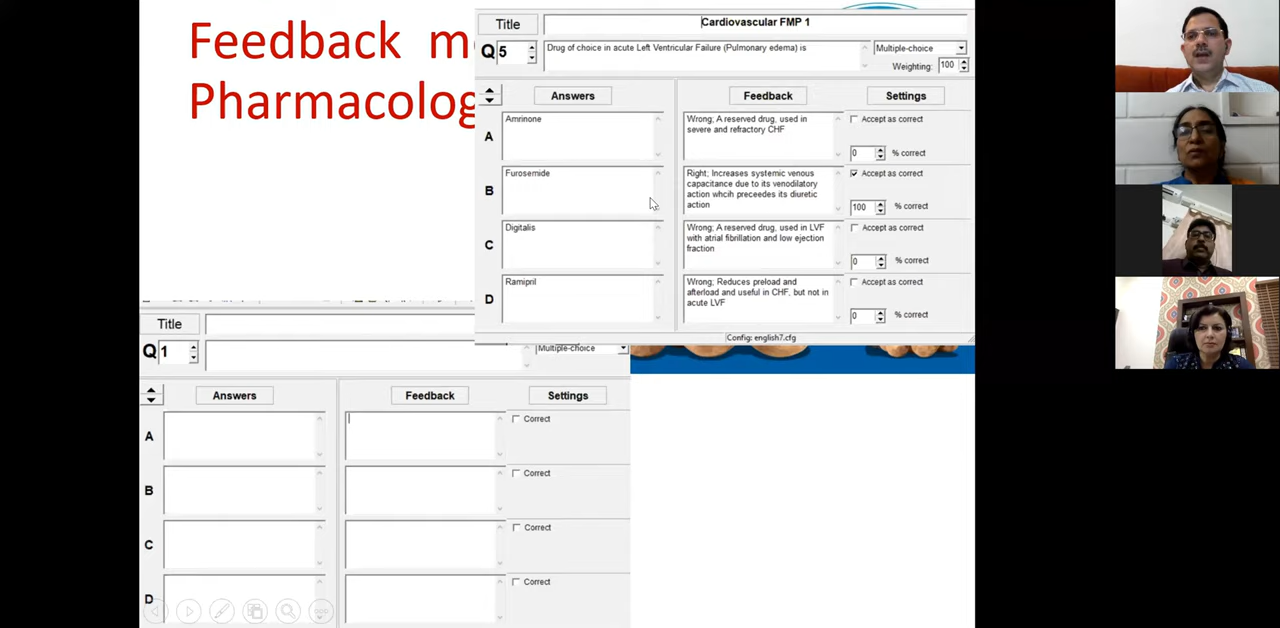 Feedback
Pharmacolog
Title
Cardiovascular FMP 1
Q 5
Drug of choice in acute Left Ventricular Failure (Pulmonary edema) is
Multiple-choice
Weighting: 100
Answers
Feedback
Settings
A
Amrinone
Wrong; A reserved drug, used in
severe and refractory CHF
Accept as correct
0 % correct
B
Furosemide
Right; Increases systemic venous
capacitance due to its venodilatory
action whcih preceedes its diuretic
action
Accept as correct
100 % correct
C
Digitalis
Wrong; A reserved drug, used in LVF
with atrial fibrillation and low ejection
fraction
Accept as correct
0 % correct
D
Ramipril
Wrong; Reduces preload and
afterload and useful in CHF, but not in
acute LVF
Accept as correct
0 % correct
Config: english7.cfg
Title
Q 1
Multiple-choice
Answers
Feedback
Settings
A
Correct
B
Correct
C
Correct
D
Correct